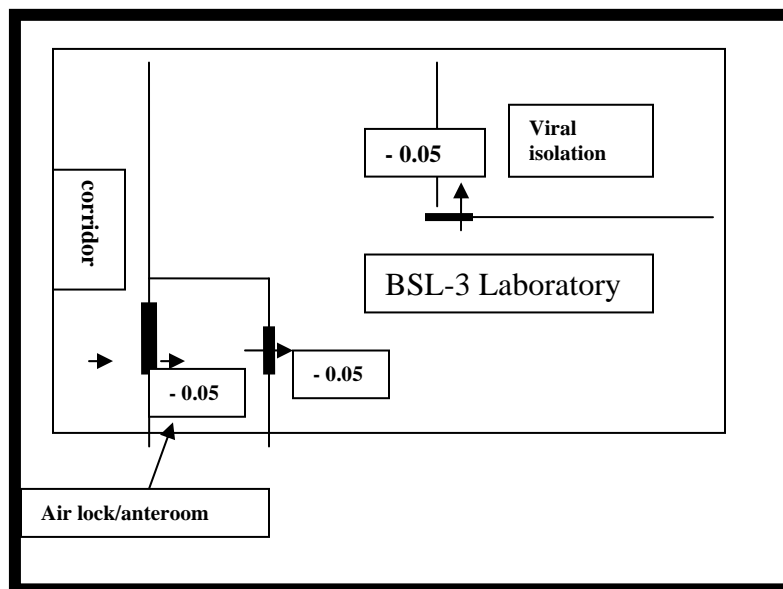 - 0.05
Viral
isolation
corridor
BSL-3 Laboratory
- 0.05
- 0.05
Air lock/anteroom